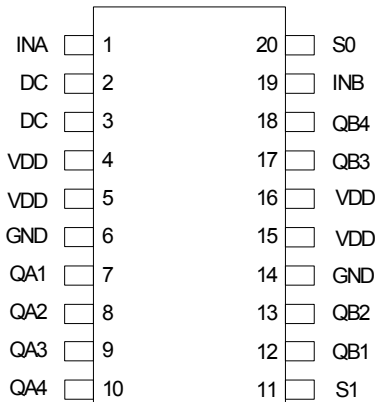 INA 1 20 S0
DC 2 19 INB
DC 3 18 QB4
VDD 4 17 QB3
VDD 5 16 VDD
GND 6 15 VDD
QA1 7 14 GND
QA2 8 13 QB2
QA3 9 12 QB1
QA4 10 11 S1